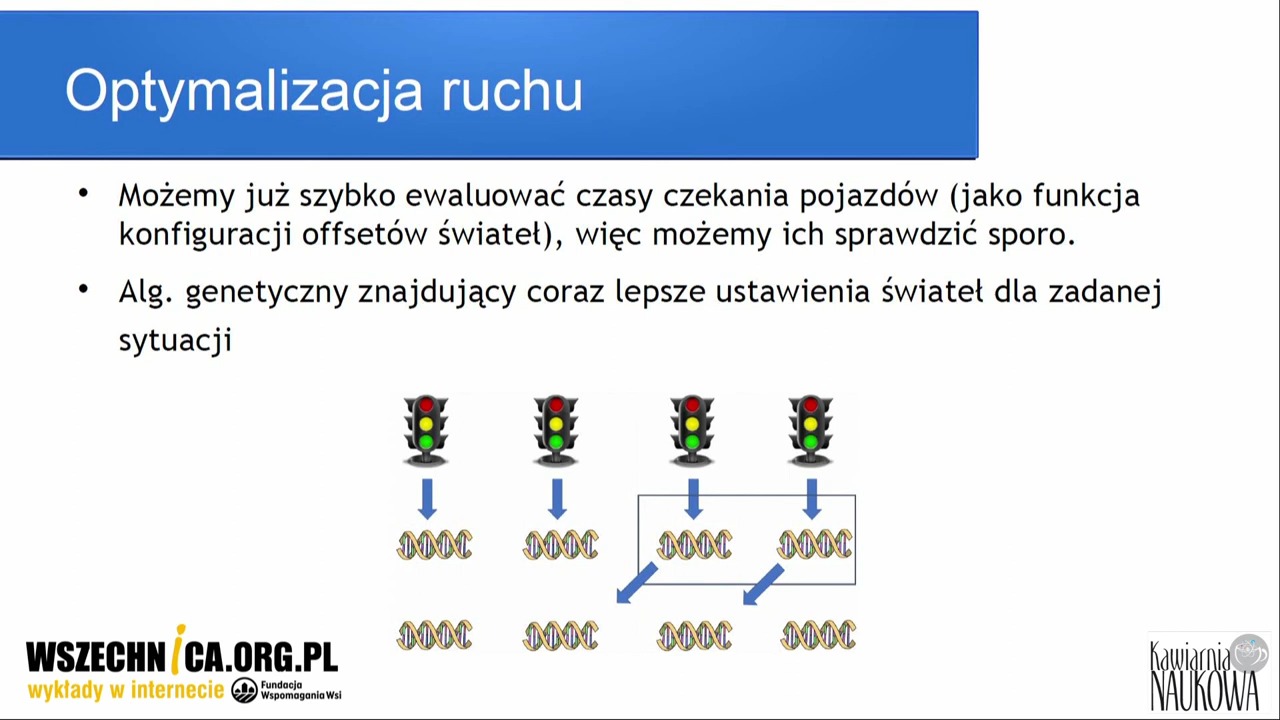 Optymalizacja ruchu
• Możemy już szybko ewaluować czasy czekania pojazdów (jako funkcja
konfiguracji offsetów świateł), więc możemy ich sprawdzić sporo.
• Alg. genetyczny znajdujący coraz lepsze ustawienia świateł dla zadanej
sytuacji
WSZECHNiCA.ORG.PL
wykłady w internecie
Fundacja
Wspomagania Wsi
Kawiarnia
NAUKOWA